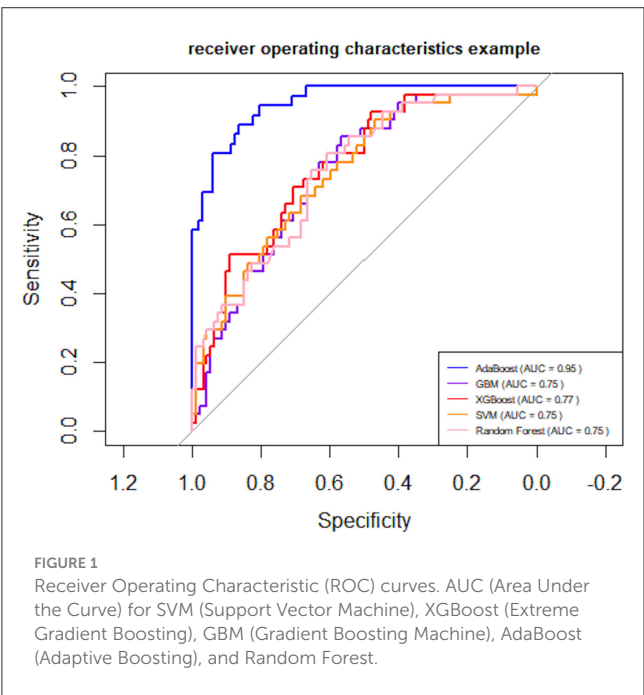 receiver operating characteristics example
1.0
0.8
0.6
0.4
0.2
0.0
Sensitivity
AdaBoost (AUC = 0.95 )
GBM (AUC = 0.75 )
XGBoost (AUC = 0.77 )
SVM (AUC = 0.75 )
Random Forest (AUC = 0.75 )
1.2 1.0 0.8 0.6 0.4 0.2 0.0 -0.2
Specificity
FIGURE 1
Receiver Operating Characteristic (ROC) curves. AUC (Area Under
the Curve) for SVM (Support Vector Machine), XGBoost (Extreme
Gradient Boosting), GBM (Gradient Boosting Machine), AdaBoost
(Adaptive Boosting), and Random Forest.